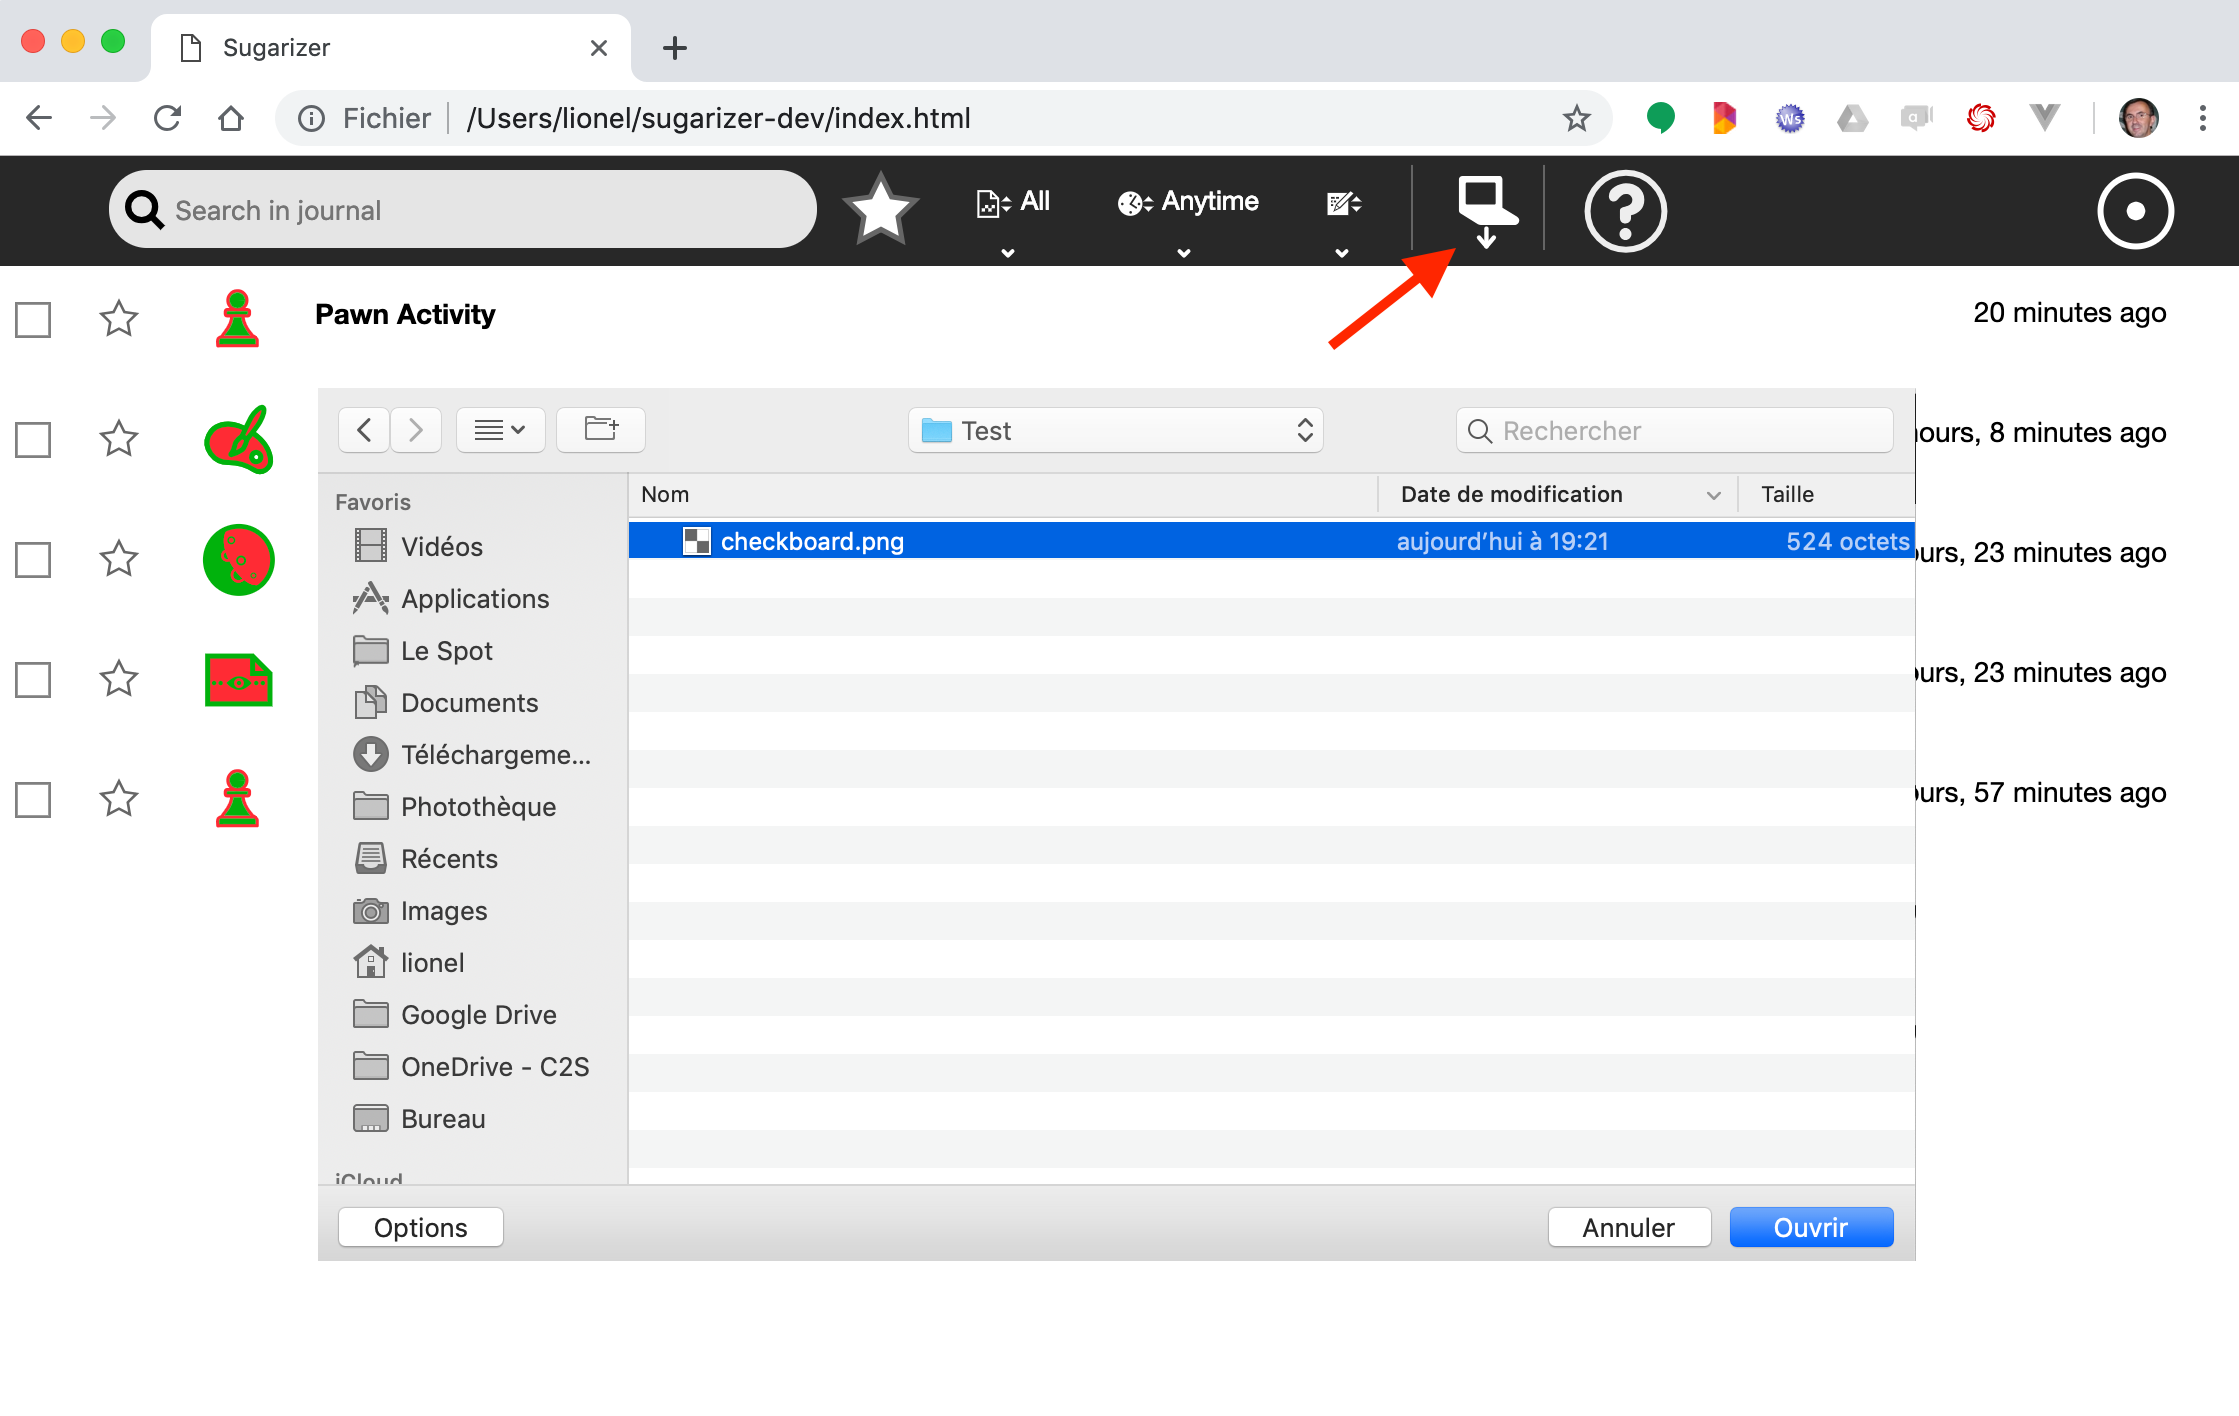 Sugarizer
Fichier /Users/lionel/sugarizer-dev/index.html
Ws
a
Search in journal
All
Anytime
Pawn Activity
20 minutes ago
Test
Rechercher
ours, 8 minutes ago
Favoris
Nom
Date de modification
Taille
checkboard.png
aujourd'hui à 19:21
524 octets
Vidéos
urs, 23 minutes ago
Applications
Le Spot
urs, 23 minutes ago
Documents
Téléchargeme...
urs, 57 minutes ago
Photothèque
Récents
Images
lionel
Google Drive
OneDrive - C2S
Bureau
iCloud
Options
Annuler
Ouvrir